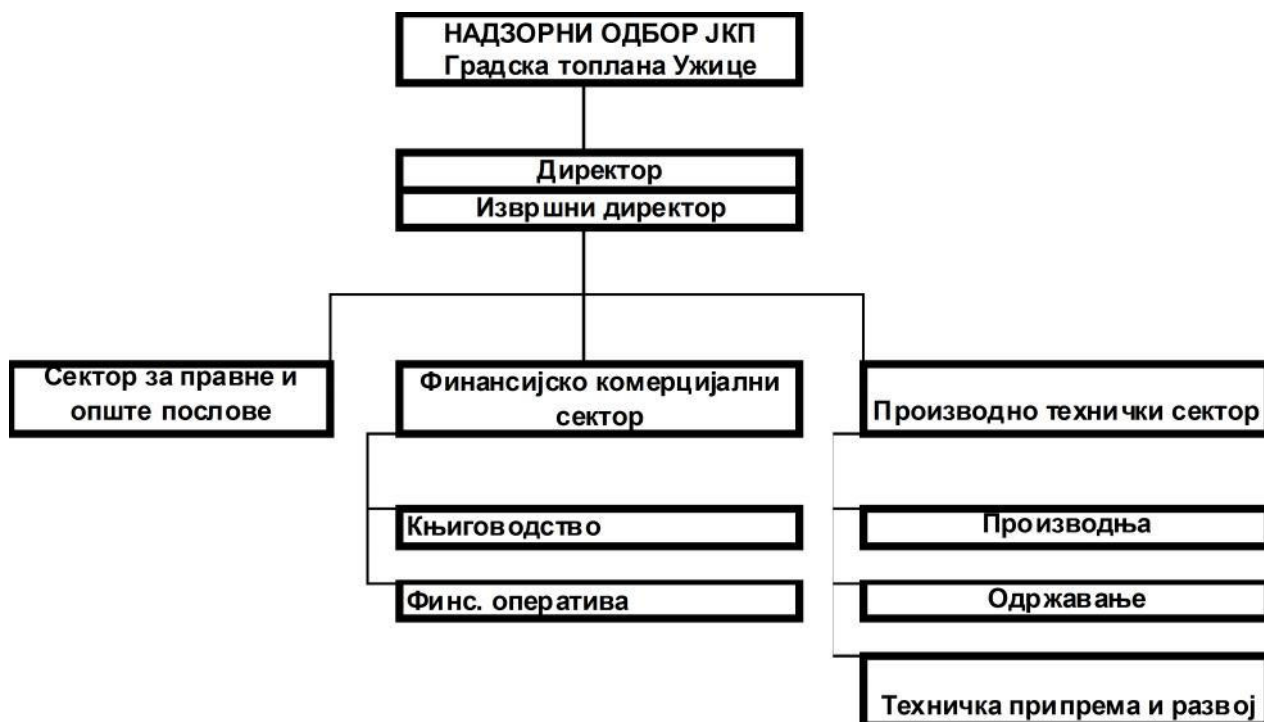 НАДЗОРНИ ОДБОР ЈКП
Градска топлана Ужице
Директор
Извршни директор
Сектор за правне и
опште послове
Финансијско комерцијални
сектор
Производно технички сектор
Књиговодство
Финс. оператива
Производња
Одржавање
Техничка припрема и развој